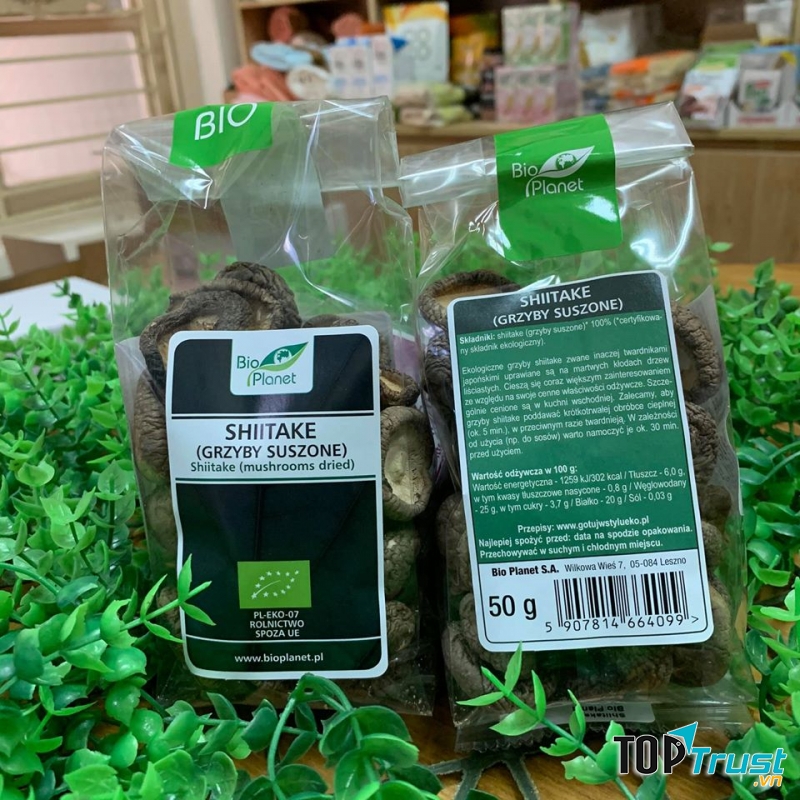 BIO
Bio
Planet
Bio
Planet
SHIITAKE
(GRZYBY SUSZONE)
Shiitake (mushrooms dried)
PL-EKO-07
ROLNICTWO
SPOZA UE
www.bioplanet.pl
SHIITAKE
(GRZYBY SUSZONE)
Składniki: shiitake (grzyby suszone)* 100% (*certyfikowa-
ny składnik ekologiczny).
Ekologiczne grzyby shiitake zwane inaczej twardnikami
japońskimi uprawiane są na martwych kłodach drzew
liściastych. Cieszą się coraz większym zainteresowaniem
ze względu na swoje cenne właściwości odżywcze. Szcze-
gólnie cenione są w kuchni wschodniej. Zalecamy, aby
grzyby shiitake poddawać krótkotrwałej obróbce cieplnej
(ok. 5 min.), w przeciwnym razie twardnieją. W zależności
od użycia (np. do sosów) warto namoczyć je ok. 30 min.
przed użyciem.
Wartość odżywcza w 100 g:
Wartość energetyczna - 1259 kJ/302 kcal / Tłuszcz - 6,0 g,
w tym kwasy tłuszczowe nasycone - 0,8 g / Węglowodany
- 25 g, w tym cukry - 3,7 g / Białko - 20 g / Sól - 0,03 g
Przepisy: www.gotujwstylueko.pl
Najlepiej spożyć przed: data na spodzie opakowania.
Przechowywać w suchym i chłodnym miejscu.
Bio Planet S.A. Wilkowa Wieś 7, 05-084 Leszno
50 g
5 907814 664099 >
Shiitake
Bio Planet
TOPTrust
.vn